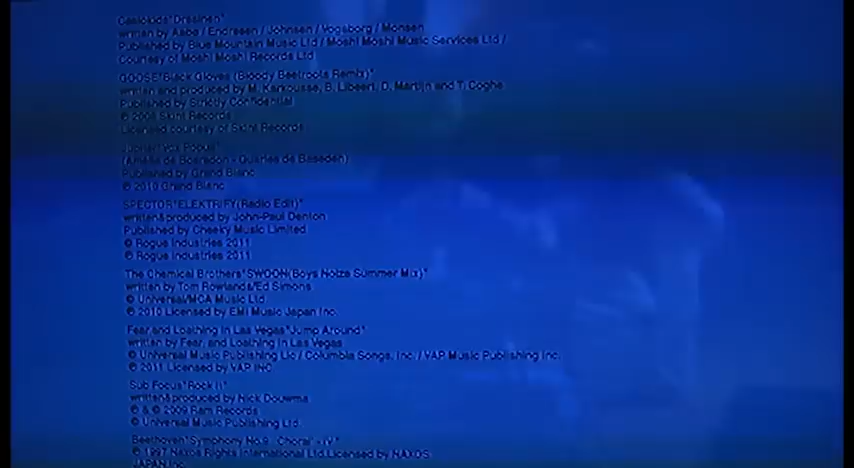 Casiokids"Dressinen"
written by Aabø / Endresen / Johnsen / Vogsborg / Monsen
Published by Blue Mountain Music Ltd / Moshi Moshi Music Services Ltd /
Courtesy of Moshi Moshi Records Ltd
GOOSE"Black Gloves (Bloody Beetroots Remix)"
written and produced by M. Karkousse, B. Libeert, D. Martijn and T. Coghe
Published by Strictly Confidential
Ⓟ 2008 Skint Records
Licensed courtesy of Skint Records
Jupiter"Vox Populi"
(Amélie de Bosredon - Quarles de Baseden)
Published by Grand Blanc
Ⓟ 2010 Grand Blanc
SPECTOR"ELEKTRIFY(Radio Edit)"
written&produced by John-Paul Denton
Published by Cheeky Music Limited
© Rogue Industries 2011
Ⓟ Rogue Industries 2011
The Chemical Brothers"SWOON(Boys Noize Summer Mix)"
written by Tom Rowlands/Ed Simons
© Universal/MCA Music Ltd.
Ⓟ 2010 Licensed by EMI Music Japan Inc.
Fear,and Loathing in Las Vegas"Jump Around"
written by Fear, and Loathing in Las Vegas
© Universal Music Publishing Llc / Columbia Songs, Inc. / VAP Music Publishing Inc.
Ⓟ 2011 Licensed by VAP INC
Sub Focus"Rock It"
written&produced by Nick Douwma
Ⓟ & © 2009 Ram Records
© Universal Music Publishing Ltd.
Beethoven"Symphony No.9 Choral - IV"
Ⓟ 1997 Naxos Rights International Ltd.Licensed by NAXOS
JAPAN Inc.